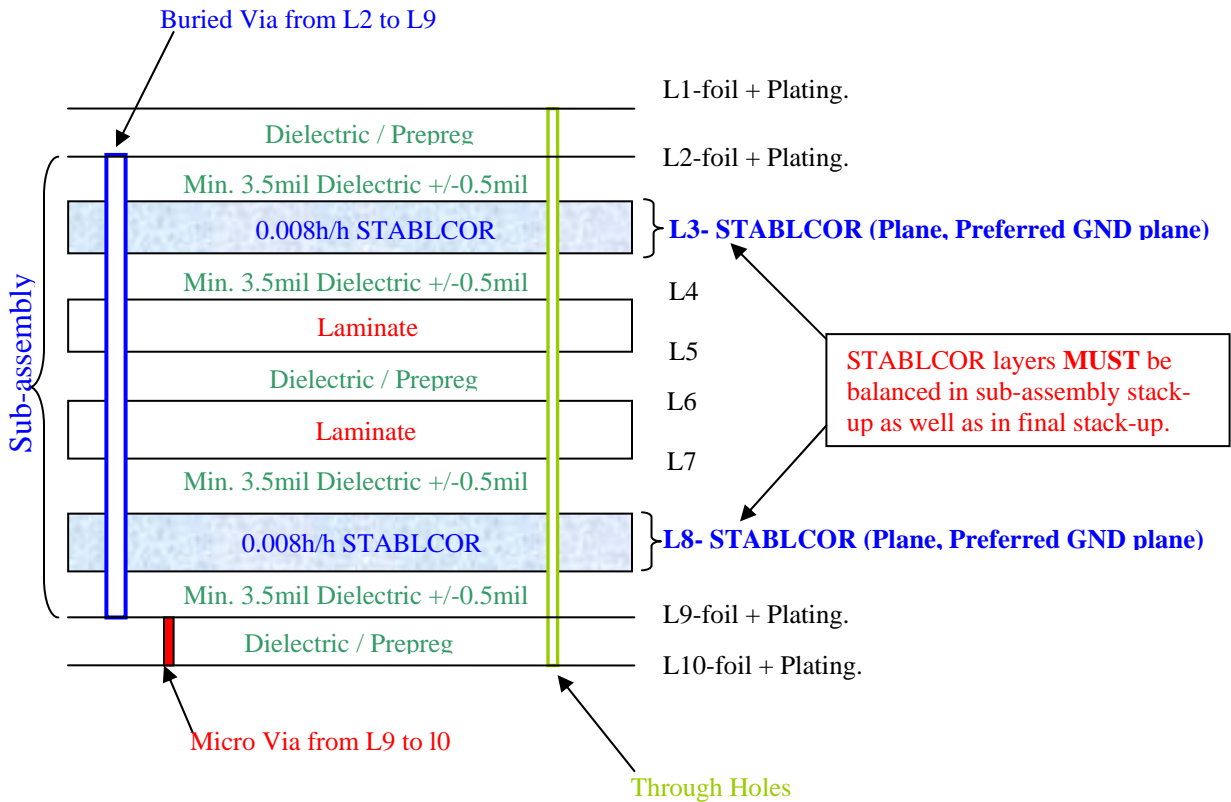 Buried Via from L2 to L9
L1-foil + Plating.
Dielectric / Prepreg
L2-foil + Plating.
Min. 3.5mil Dielectric +/-0.5mil
0.008h/h STABLCOR
L3- STABLCOR (Plane, Preferred GND plane)
Min. 3.5mil Dielectric +/-0.5mil
L4
Laminate
L5
Sub-assembly
Dielectric / Prepreg
STABLCOR layers MUST be
balanced in sub-assembly stack-
up as well as in final stack-up.
L6
Laminate
L7
Min. 3.5mil Dielectric +/-0.5mil
0.008h/h STABLCOR
L8- STABLCOR (Plane, Preferred GND plane)
Min. 3.5mil Dielectric +/-0.5mil
L9-foil + Plating.
Dielectric / Prepreg
L10-foil + Plating.
Micro Via from L9 to l0
Through Holes